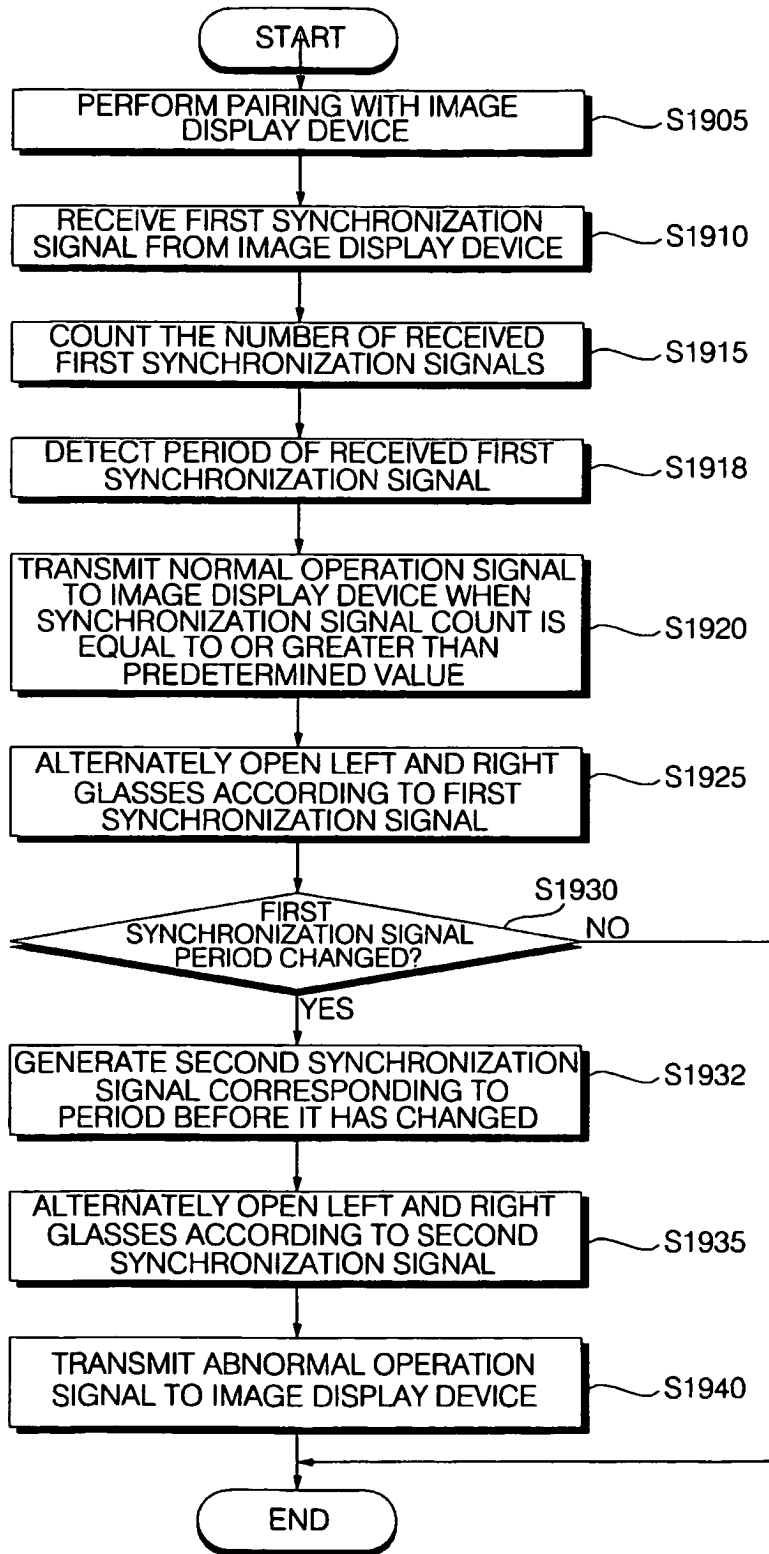 START
PERFORM PAIRING WITH IMAGE
DISPLAY DEVICE
S1905
RECEIVE FIRST SYNCHRONIZATION
SIGNAL FROM IMAGE DISPLAY DEVICE
S1910
COUNT THE NUMBER OF RECEIVED
FIRST SYNCHRONIZATION SIGNALS
S1915
DETECT PERIOD OF RECEIVED FIRST
SYNCHRONIZATION SIGNAL
S1918
TRANSMIT NORMAL OPERATION SIGNAL
TO IMAGE DISPLAY DEVICE WHEN
SYNCHRONIZATION SIGNAL COUNT IS
EQUAL TO OR GREATER THAN
PREDETERMINED VALUE
S1920
ALTERNATELY OPEN LEFT AND RIGHT
GLASSES ACCORDING TO FIRST
SYNCHRONIZATION SIGNAL
S1925
S1930
FIRST
SYNCHRONIZATION SIGNAL
PERIOD CHANGED?
NO
YES
GENERATE SECOND SYNCHRONIZATION
SIGNAL CORRESPONDING TO
PERIOD BEFORE IT HAS CHANGED
S1932
ALTERNATELY OPEN LEFT AND RIGHT
GLASSES ACCORDING TO SECOND
SYNCHRONIZATION SIGNAL
S1935
TRANSMIT ABNORMAL OPERATION
SIGNAL TO IMAGE DISPLAY DEVICE
S1940
END